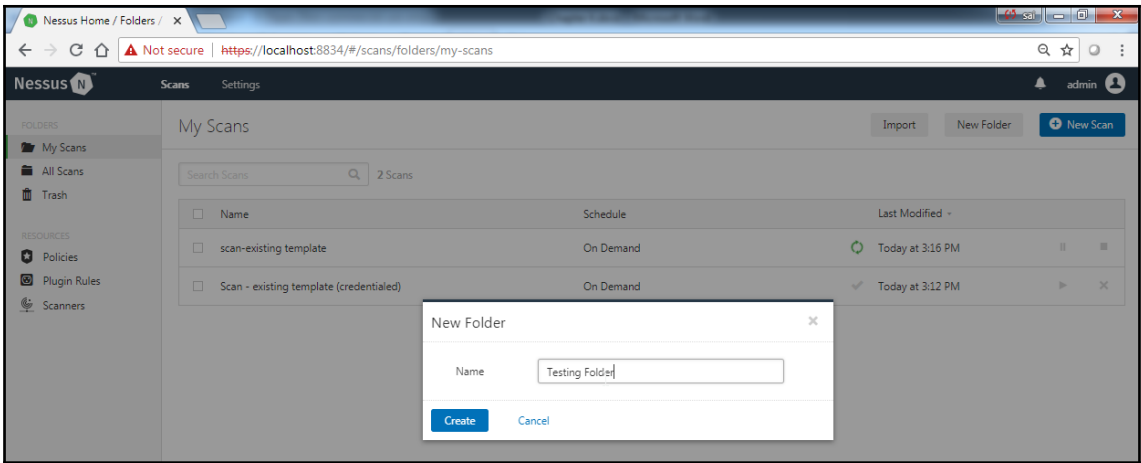 Nessus Home / Folders /
sai
Not secure https://localhost:8834/#/scans/folders/my-scans
Nessus N
Scans
Settings
admin
FOLDERS
My Scans
All Scans
Trash
RESOURCES
Policies
Plugin Rules
Scanners
My Scans
Import
New Folder
New Scan
Search Scans
2 Scans
Name Schedule Last Modified
scan-existing template On Demand Today at 3:16 PM
Scan - existing template (credentialed) On Demand Today at 3:12 PM
New Folder
Name
Testing Folder
Create
Cancel